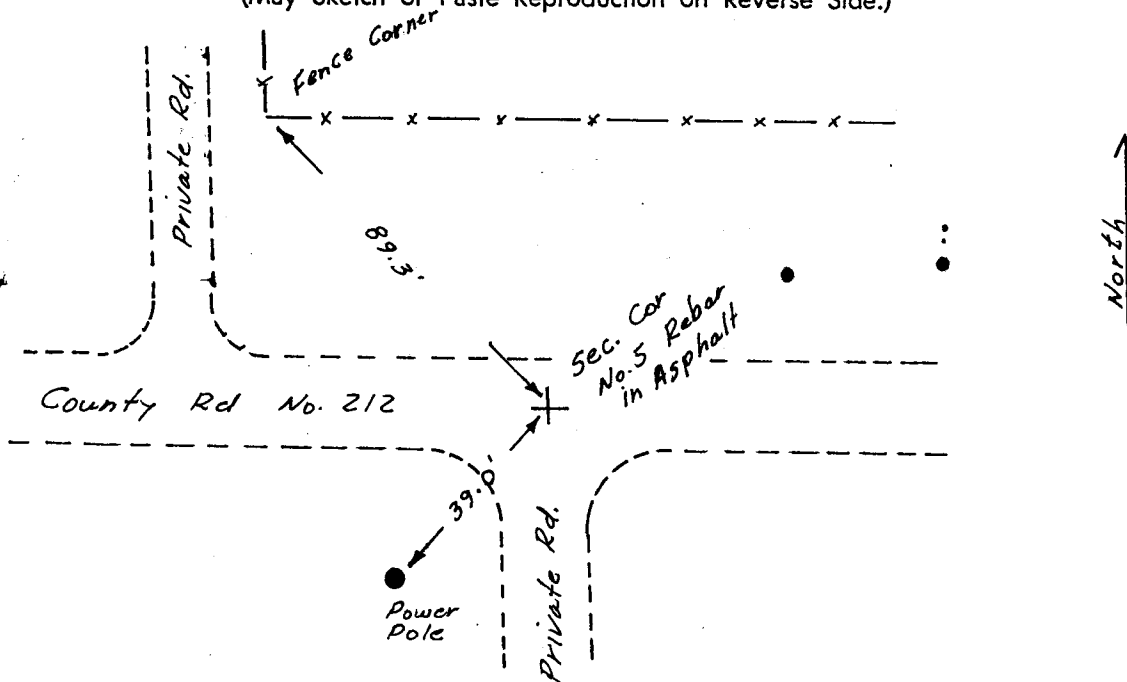 (May Sketch or Paste Reproduction on Reverse Side.)
Fence Corner
Private Rd.
89.3'
North
Sec. Cor
No.5 Rebar
in Asphalt
County Rd No. 212
39.0'
Power
Pole
Private Rd.